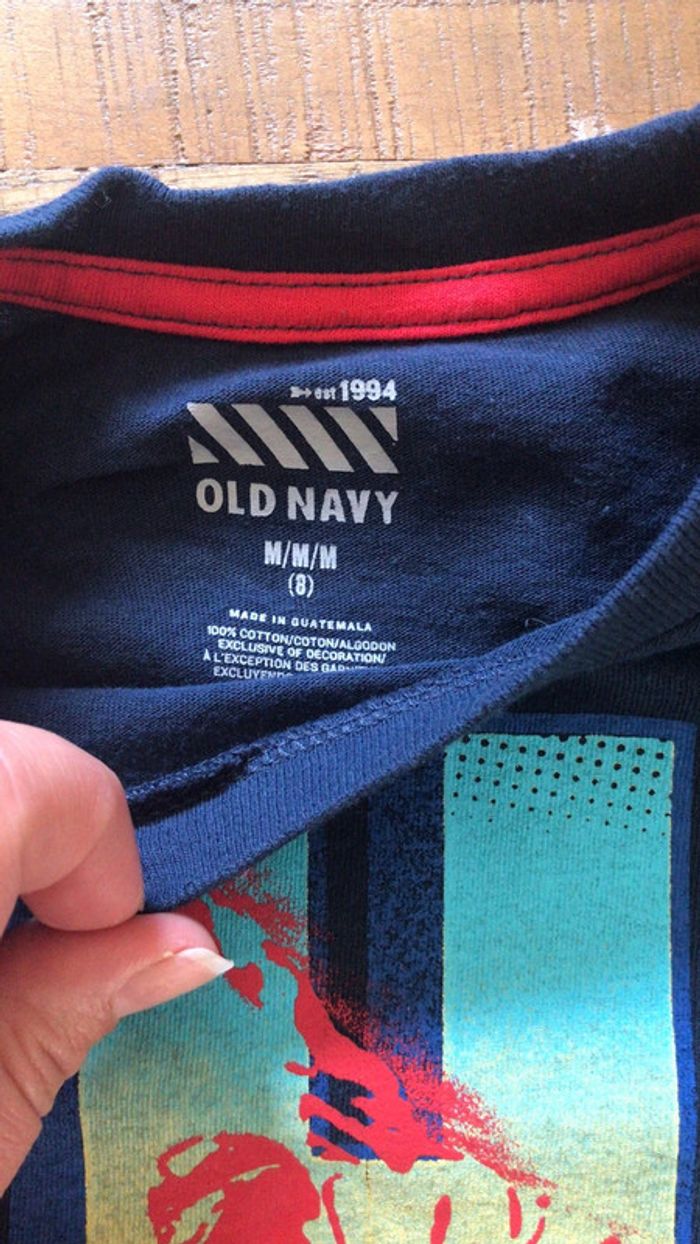 est 1994
OLD NAVY
M/M/M
(8)
MADE IN GUATEMALA
100% COTTON/COTON/ALGODON
EXCLUSIVE OF DECORATION/
À L'EXCEPTION DES